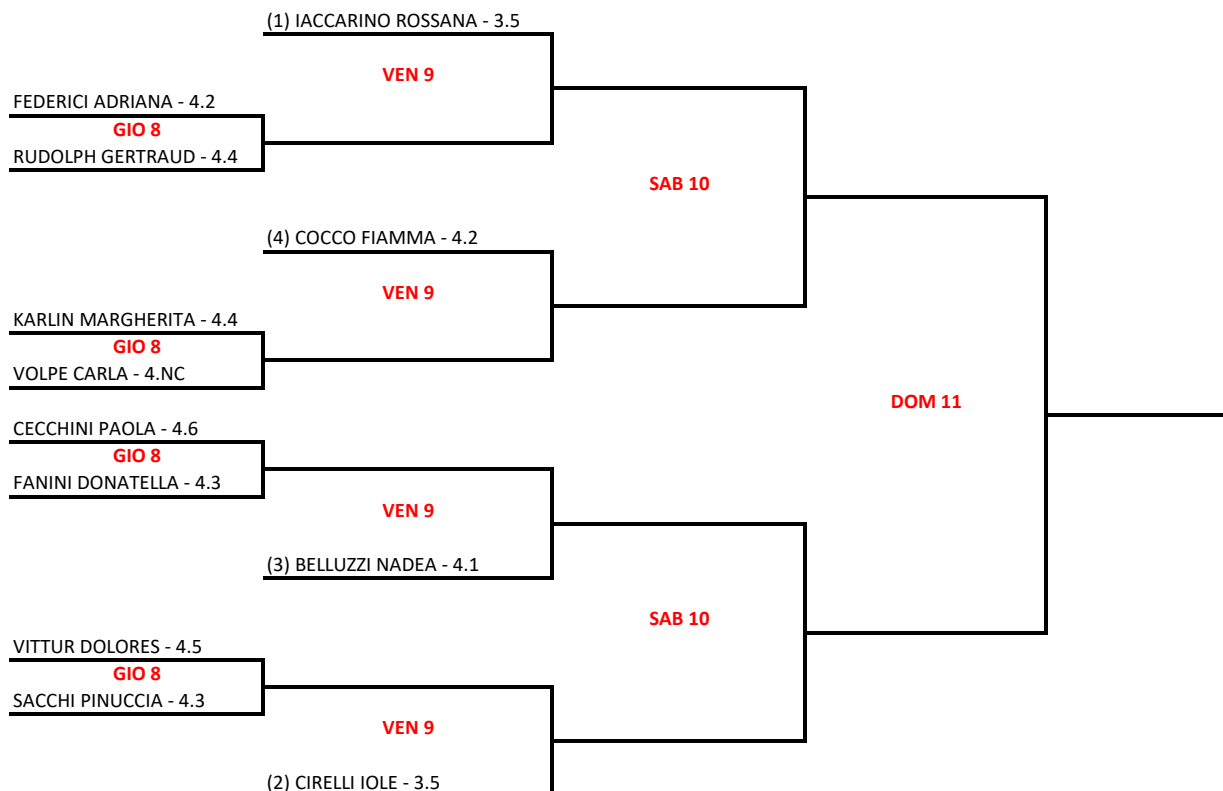 (1) IACCARINO ROSSANA - 3.5
VEN 9
FEDERICI ADRIANA - 4.2
GIO 8
RUDOLPH GERTRAUD - 4.4
SAB 10
(4) COCCO FIAMMA - 4.2
VEN 9
KARLIN MARGHERITA - 4.4
GIO 8
VOLPE CARLA - 4.NC
DOM 11
CECCHINI PAOLA - 4.6
GIO 8
FANINI DONATELLA - 4.3
VEN 9
(3) BELLUZZI NADEA - 4.1
SAB 10
VITTUR DOLORES - 4.5
GIO 8
SACCHI PINUCCIA - 4.3
VEN 9
(2) CIRELLI IOLE - 3.5